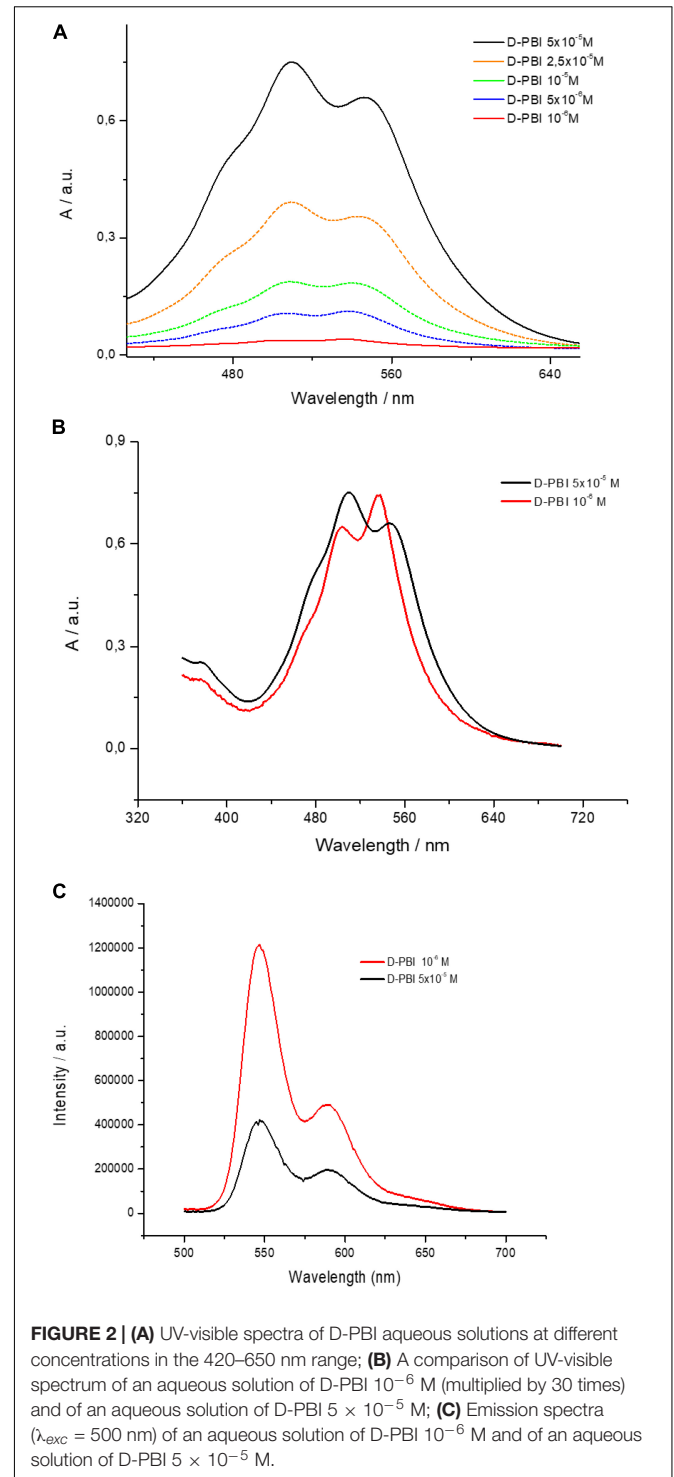 A
D-PBI 5x10⁻⁵M
D-PBI 2,5x10⁻⁵M
D-PBI 10⁻⁵M
D-PBI 5x10⁻⁶M
D-PBI 10⁻⁶M
0,6
0,3
0,0
A / a.u.
480 560 640
Wavelength / nm
B
0,9
0,6
0,3
0,0
D-PBI 5x10⁻⁵ M
D-PBI 10⁻⁶ M
A / a.u.
320 400 480 560 640 720
Wavelength / nm
C
1400000
1200000
1000000
800000
600000
400000
200000
0
D-PBI 10⁻⁶ M
D-PBI 5x10⁻⁵ M
Intensity / a.u.
500 550 600 650 700
Wavelength (nm)
FIGURE 2 | (A) UV-visible spectra of D-PBI aqueous solutions at different
concentrations in the 420–650 nm range; (B) A comparison of UV-visible
spectrum of an aqueous solution of D-PBI 10⁻⁶ M (multiplied by 30 times)
and of an aqueous solution of D-PBI 5 × 10⁻⁵ M; (C) Emission spectra
(λexc = 500 nm) of an aqueous solution of D-PBI 10⁻⁶ M and of an aqueous
solution of D-PBI 5 × 10⁻⁵ M.